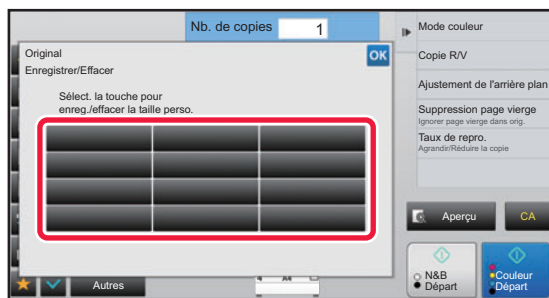 Nb. de copies 1
Original
Enregistrer/Effacer
OK
Sélect. la touche pour
enreg./effacer la taille perso.
Autres
A4
Mode couleur
Copie R/V
Ajustement de l'arrière plan
Suppression page vierge
Ignorer page vierge dans orig.
Taux de repro.
Agrandir/Réduire la copie
Aperçu
CA
N&B
Départ
Couleur
Départ